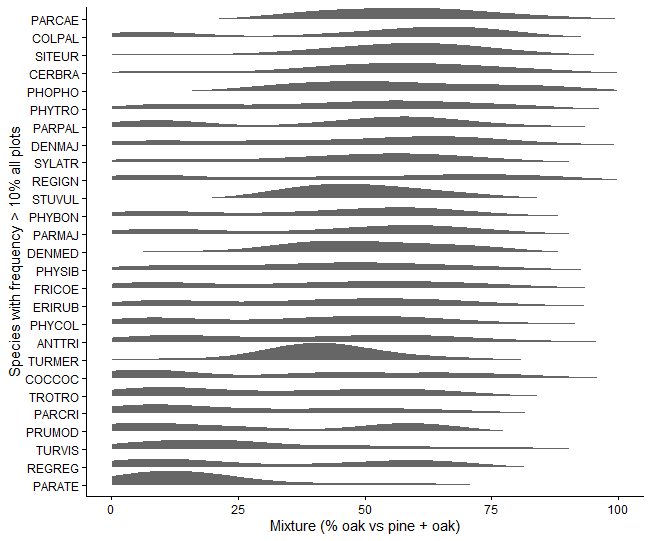 Species with frequency > 10% all plots
PARCAE
COLPAL
SITEUR
CERBRA
PHOPHO
PHYTRO
PARPAL
DENMAJ
SYLATR
REGIGN
STUVUL
PHYBON
PARMAJ
DENMED
PHYSIB
FRICOE
ERIRUB
PHYCOL
ANTTRI
TURMER
COCCOC
TROTRO
PARCRI
PRUMOD
TURVIS
REGREG
PARATE
0 25 50 75 100
Mixture (% oak vs pine + oak)